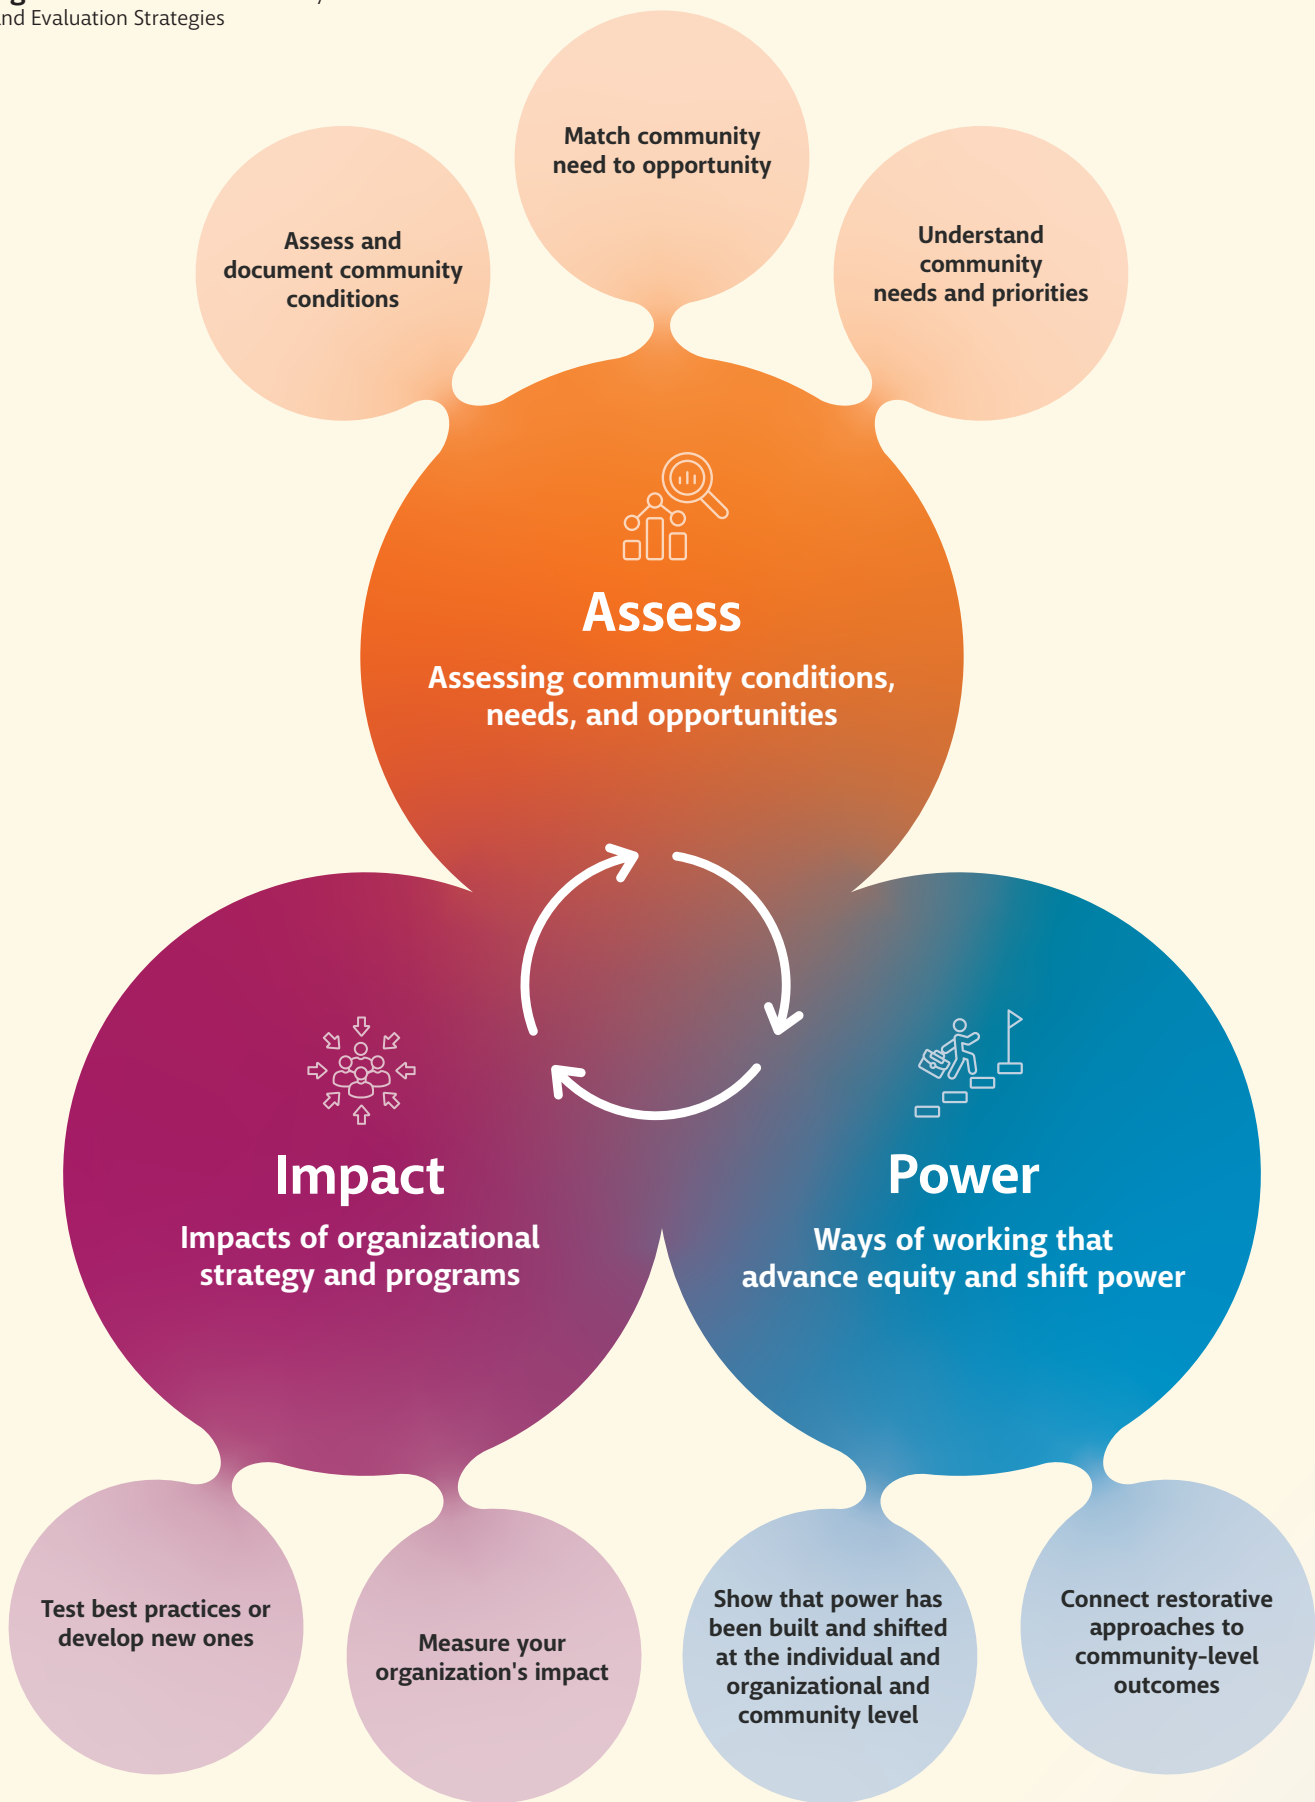 and Evaluation Strategies
Match community
need to opportunity
Assess and
document community
conditions
Understand
community
needs and priorities
Assess
Assessing community conditions,
needs, and opportunities
Impact
Impacts of organizational
strategy and programs
Power
Ways of working that
advance equity and shift power
Test best practices or
develop new ones
Measure your
organization's impact
Show that power has
been built and shifted
at the individual and
organizational and
community level
Connect restorative
approaches to
community-level
outcomes